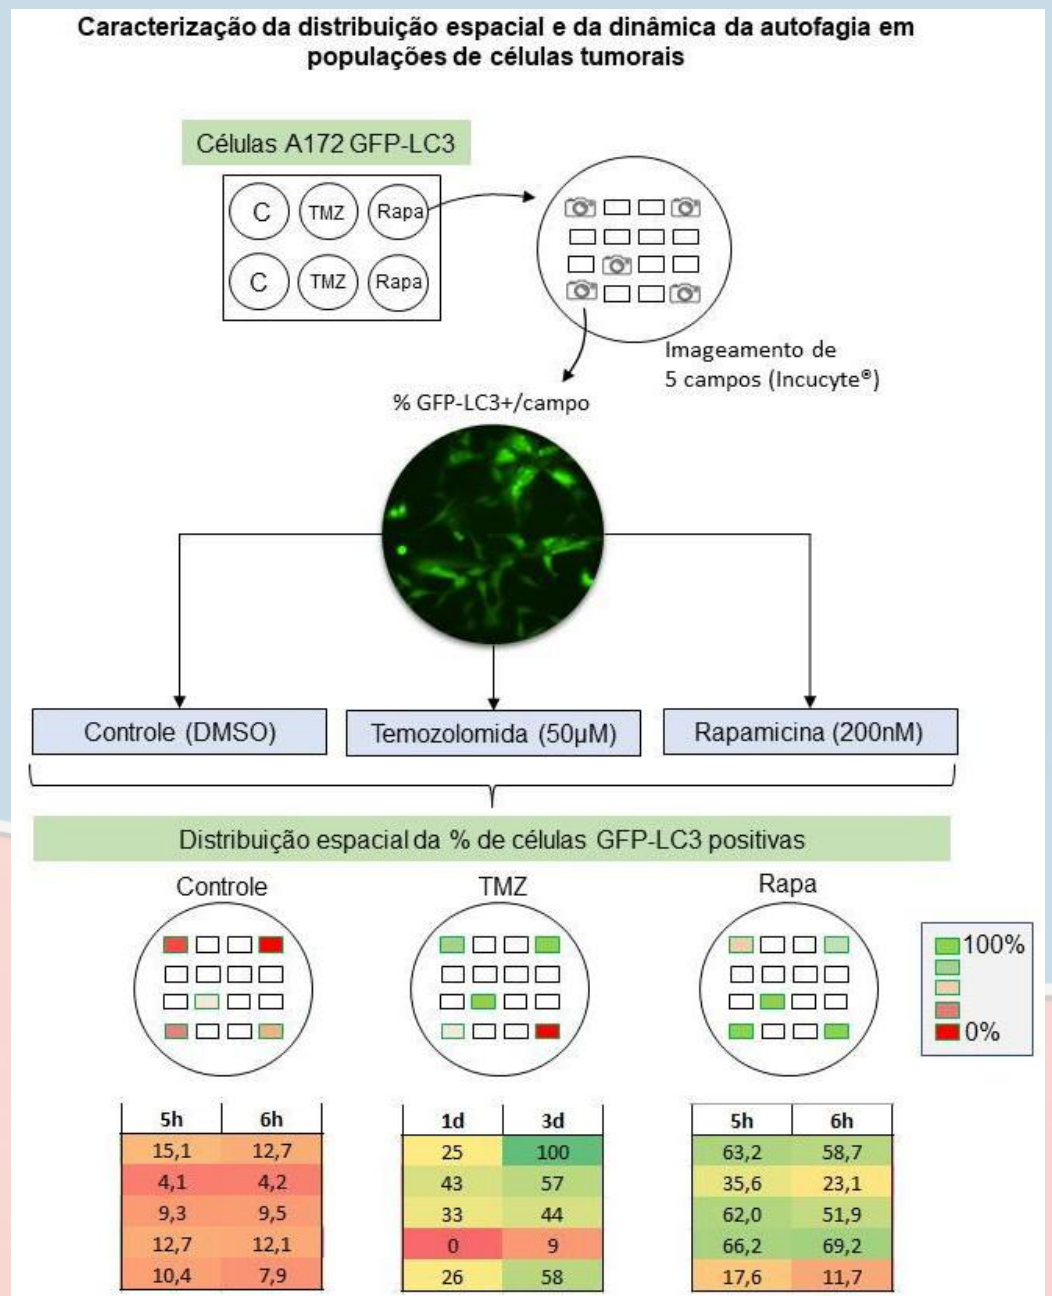 Caracterização da distribuição espacial e da dinâmica da autofagia em
populações de células tumorais
Células A172 GFP-LC3
C TMZ Rapa
C TMZ Rapa
Imageamento de
5 campos (Incucyte®)
% GFP-LC3+/campo
Controle (DMSO) Temozolomida (50µM) Rapamicina (200nM)
Distribuição espacial da % de células GFP-LC3 positivas
Controle TMZ Rapa
100%
0%
5h 6h
15,1 12,7
4,1 4,2
9,3 9,5
12,7 12,1
10,4 7,9
1d 3d
25 100
43 57
33 44
0 9
26 58
5h 6h
63,2 58,7
35,6 23,1
62,0 51,9
66,2 69,2
17,6 11,7